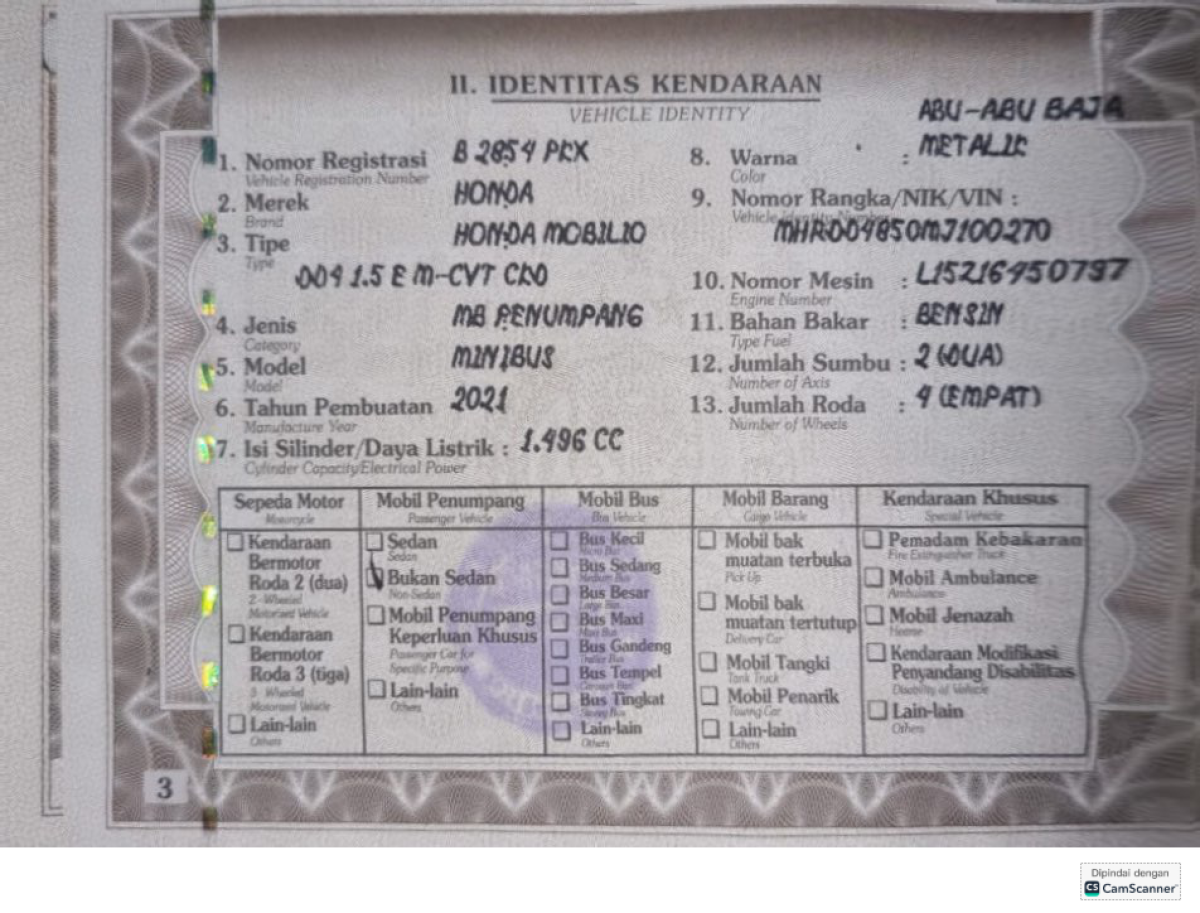 II. IDENTITAS KENDARAAN
VEHICLE IDENTITY
1. Nomor Registrasi B 2854 PKX
Vehicle Registration Number
2. Merek HONDA
Brand
3. Tipe HONDA MOBILIO
Type
DD4 1.5 E M-CVT CKD
4. Jenis MB PENUMPANG
Category
5. Model MINIBUS
Model
6. Tahun Pembuatan 2021
Manufacture Year
7. Isi Silinder/Daya Listrik : 1.496 CC
Cylinder Capacity/Electrical Power
ABU-ABU BAJA
8. Warna : METALIK
Color
9. Nomor Rangka/NIK/VIN :
Vehicle Identity Number
MHRDD4850MJ100270
10. Nomor Mesin : L15Z16450787
Engine Number
11. Bahan Bakar : BENSIN
Type Fuel
12. Jumlah Sumbu : 2 (DUA)
Number of Axis
13. Jumlah Roda : 4 (EMPAT)
Number of Wheels
Sepeda Motor
Motorcycle
Kendaraan
Bermotor
Roda 2 (dua)
2 - Wheeled
Motorized Vehicle
Kendaraan
Bermotor
Roda 3 (tiga)
3 Wheeled
Motorized Vehicle
Lain-lain
Others
Mobil Penumpang
Passenger Vehicle
Sedan
Sedan
Bukan Sedan
Non-Sedan
Mobil Penumpang
Keperluan Khusus
Passenger Car for
Specific Purpose
Lain-lain
Others
Mobil Bus
Bus Vehicle
Bus Kecil
Micro Bus
Bus Sedang
Medium Bus
Bus Besar
Large Bus
Bus Maxi
Maxi Bus
Bus Gandeng
Trailer Bus
Bus Tempel
Bus Tingkat
Lain-lain
Others
Mobil Barang
Cargo Vehicle
Mobil bak
muatan terbuka
Pick Up
Mobil bak
muatan tertutup
Delivery Car
Mobil Tangki
Tank Truck
Mobil Penarik
Towing Car
Lain-lain
Others
Kendaraan Khusus
Special Vehicle
Pemadam Kebakaran
Fire Extinguisher Truck
Mobil Ambulance
Ambulance
Mobil Jenazah
Hearse
Kendaraan Modifikasi
Penyandang Disabilitas
Disability of Vehicle
Lain-lain
Others
3
Dipindai dengan
CS CamScanner